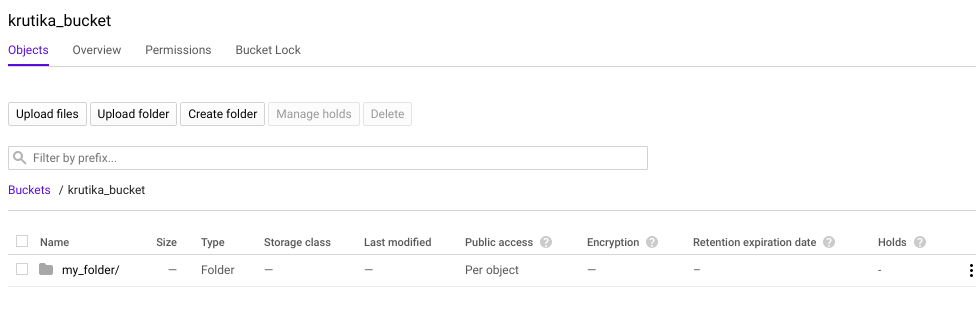 krutika_bucket
Objects Overview Permissions Bucket Lock
Upload files Upload folder Create folder Manage holds Delete
Filter by prefix...
Buckets / krutika_bucket
Name Size Type Storage class Last modified Public access ? Encryption ? Retention expiration date ? Holds ?
my_folder/ — Folder — — Per object — – -